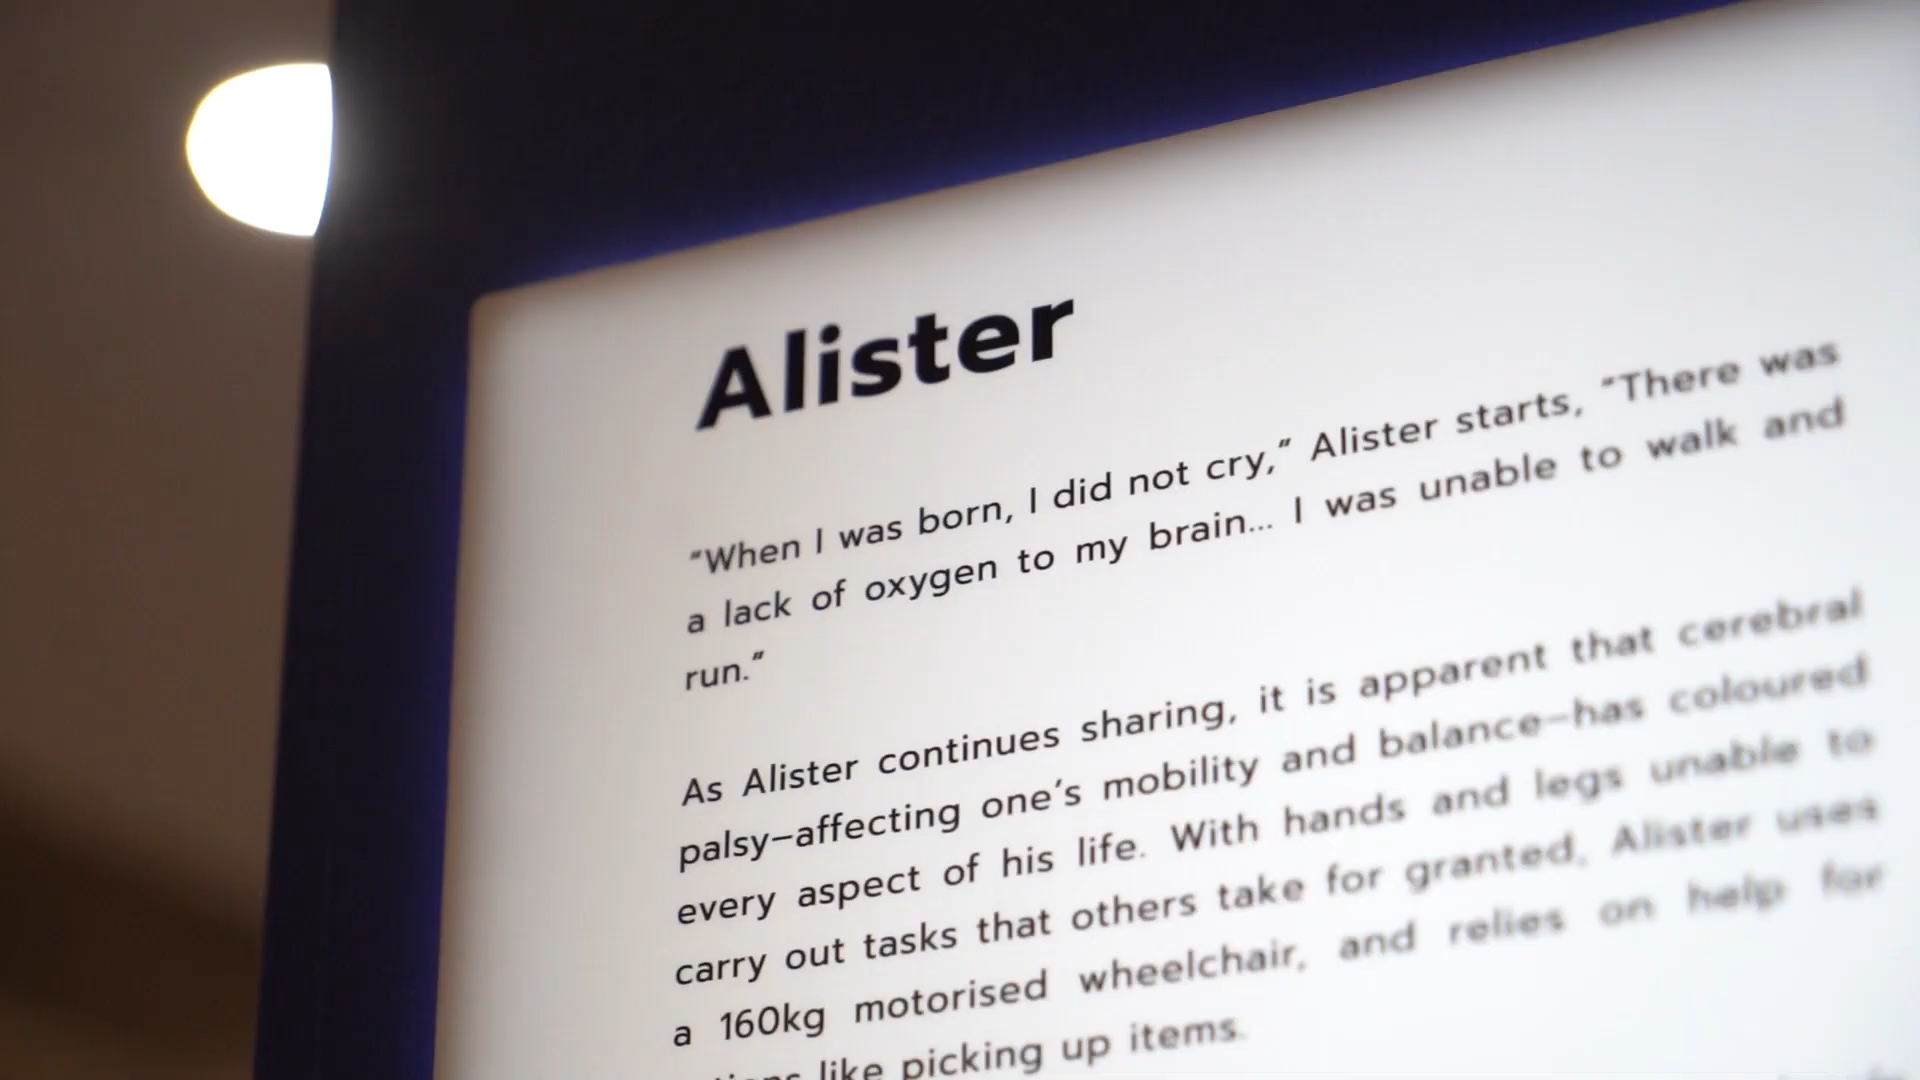 Alister
“When I was born, I did not cry,” Alister starts, “There was
a lack of oxygen to my brain... I was unable to walk and
run.”
As Alister continues sharing, it is apparent that cerebral
palsy—affecting one’s mobility and balance—has coloured
every aspect of his life. With hands and legs unable to
carry out tasks that others take for granted, Alister uses
a 160kg motorised wheelchair, and relies on help for
like picking up items.